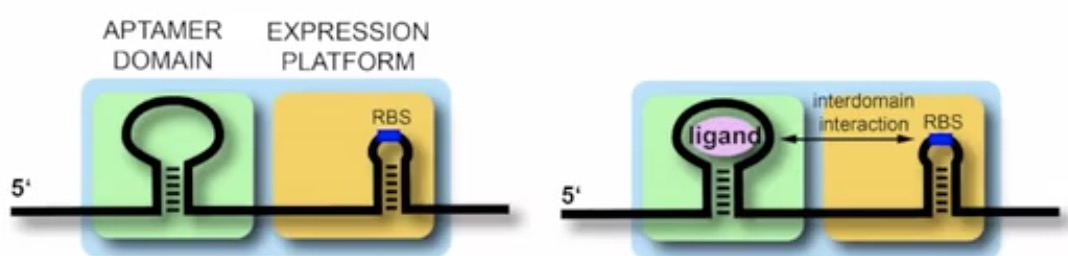 APTAMER
DOMAIN
EXPRESSION
PLATFORM
RBS
5‘
interdomain
interaction
RBS
ligand
5‘